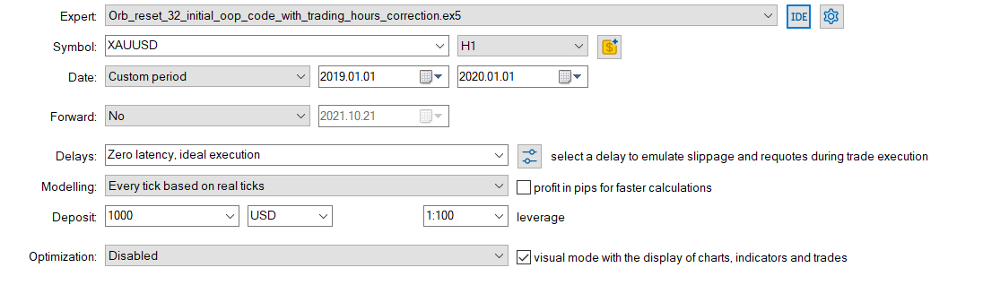 Expert: Orb_reset_32_initial_oop_code_with_trading_hours_correction.ex5 IDE
Symbol: XAUUSD H1
Date: Custom period 2019.01.01 2020.01.01
Forward: No 2021.10.21
Delays: Zero latency, ideal execution select a delay to emulate slippage and requotes during trade execution
Modelling: Every tick based on real ticks profit in pips for faster calculations
Deposit: 1000 USD 1:100 leverage
Optimization: Disabled visual mode with the display of charts, indicators and trades